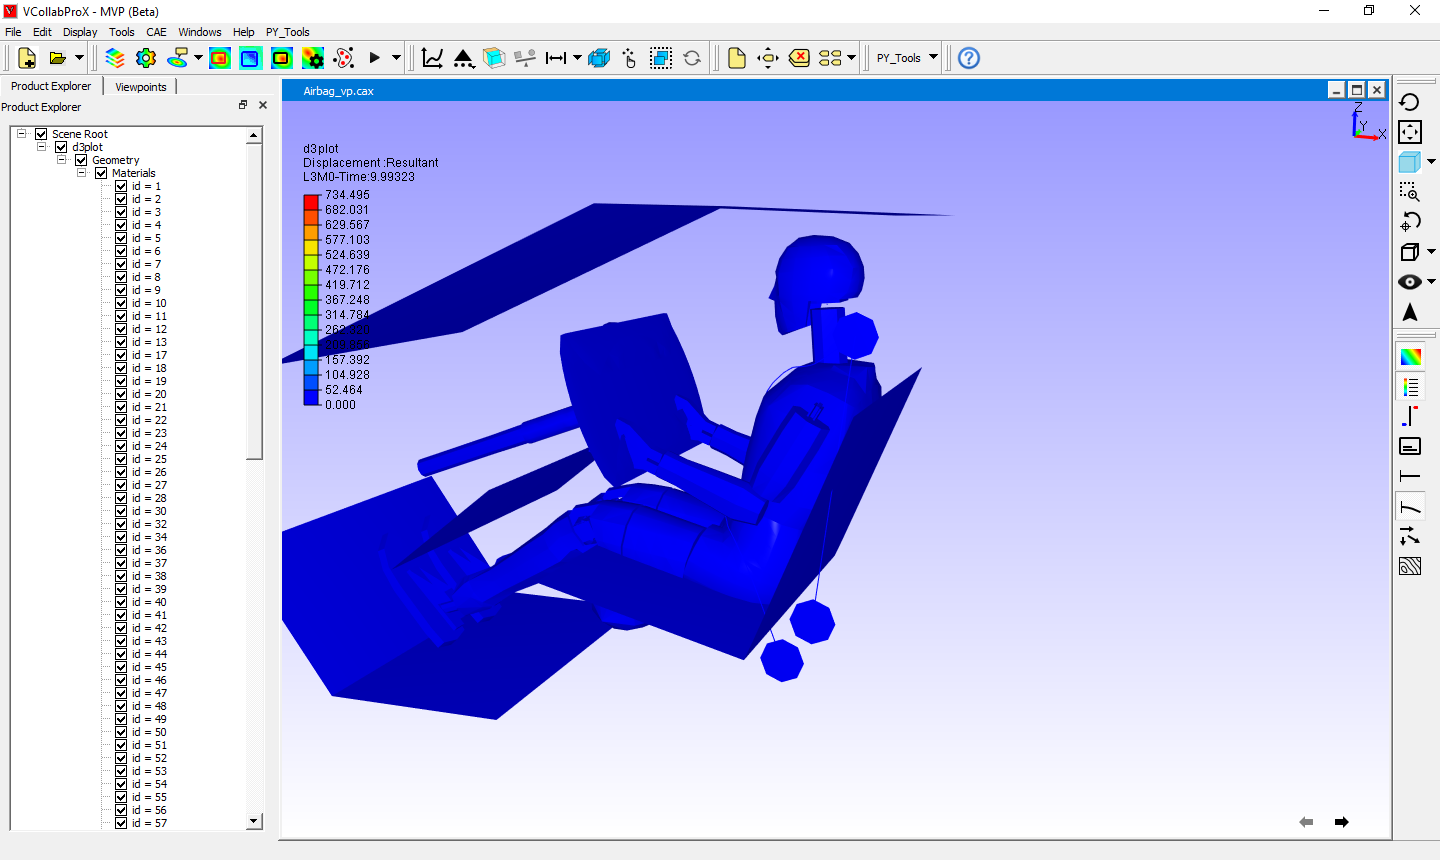 VCollabProX - MVP (Beta)
File Edit Display Tools CAE Windows Help PY_Tools
PY_Tools
Product Explorer Viewpoints
Product Explorer
Scene Root
d3plot
Geometry
Materials
id = 1
id = 2
id = 3
id = 4
id = 5
id = 6
id = 7
id = 8
id = 9
id = 10
id = 11
id = 12
id = 13
id = 17
id = 18
id = 19
id = 20
id = 21
id = 22
id = 23
id = 24
id = 25
id = 26
id = 27
id = 28
id = 30
id = 32
id = 34
id = 36
id = 37
id = 38
id = 39
id = 40
id = 41
id = 42
id = 43
id = 44
id = 45
id = 46
id = 47
id = 48
id = 49
id = 50
id = 51
id = 52
id = 53
id = 54
id = 55
id = 56
id = 57
Airbag_vp.cax
Z
Y
X
d3plot
Displacement :Resultant
L3M0-Time:9.99323
734.495
682.031
629.567
577.103
524.639
472.176
419.712
367.248
314.784
157.392
104.928
52.464
0.000